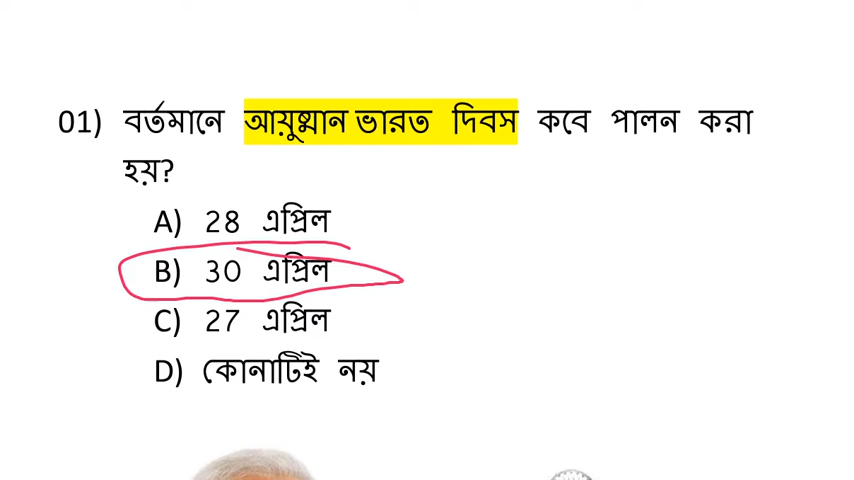 01) বর্তমানে আয়ুষ্মান ভারত দিবস কবে পালন করা
হয়?
A) 28 এপ্রিল
B) 30 এপ্রিল
C) 27 এপ্রিল
D) কোনাটিই নয়